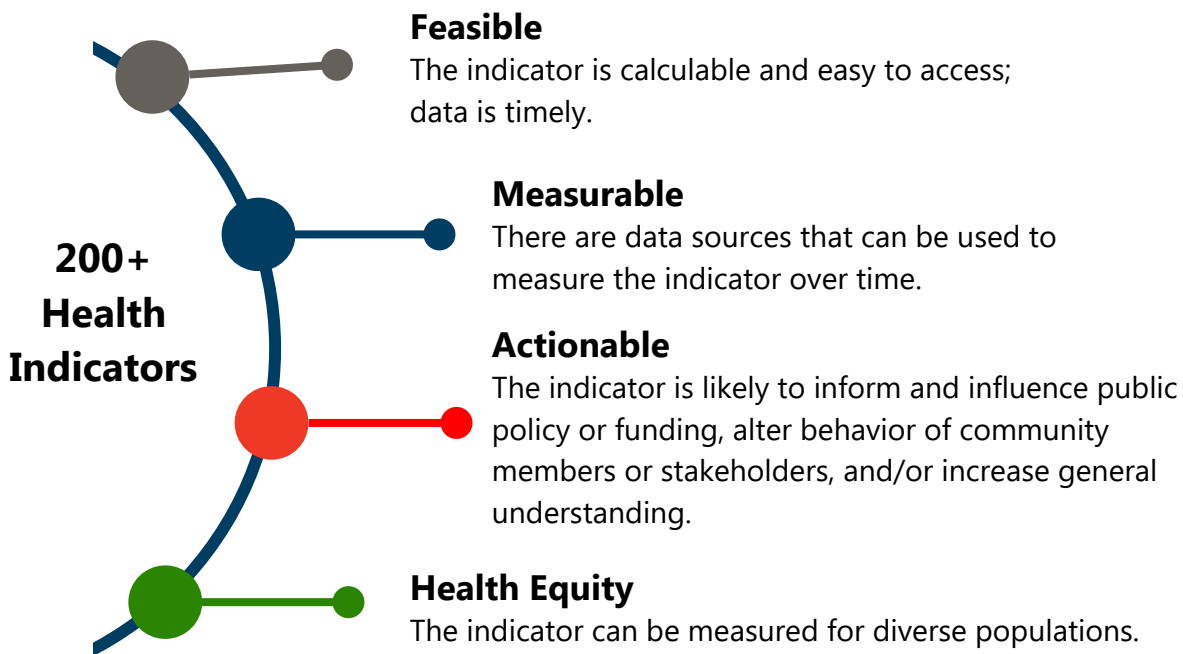 Feasible
The indicator is calculable and easy to access;
data is timely.
Measurable
There are data sources that can be used to
measure the indicator over time.
200+
Health
Indicators
Actionable
The indicator is likely to inform and influence public
policy or funding, alter behavior of community
members or stakeholders, and/or increase general
understanding.
Health Equity
The indicator can be measured for diverse populations.